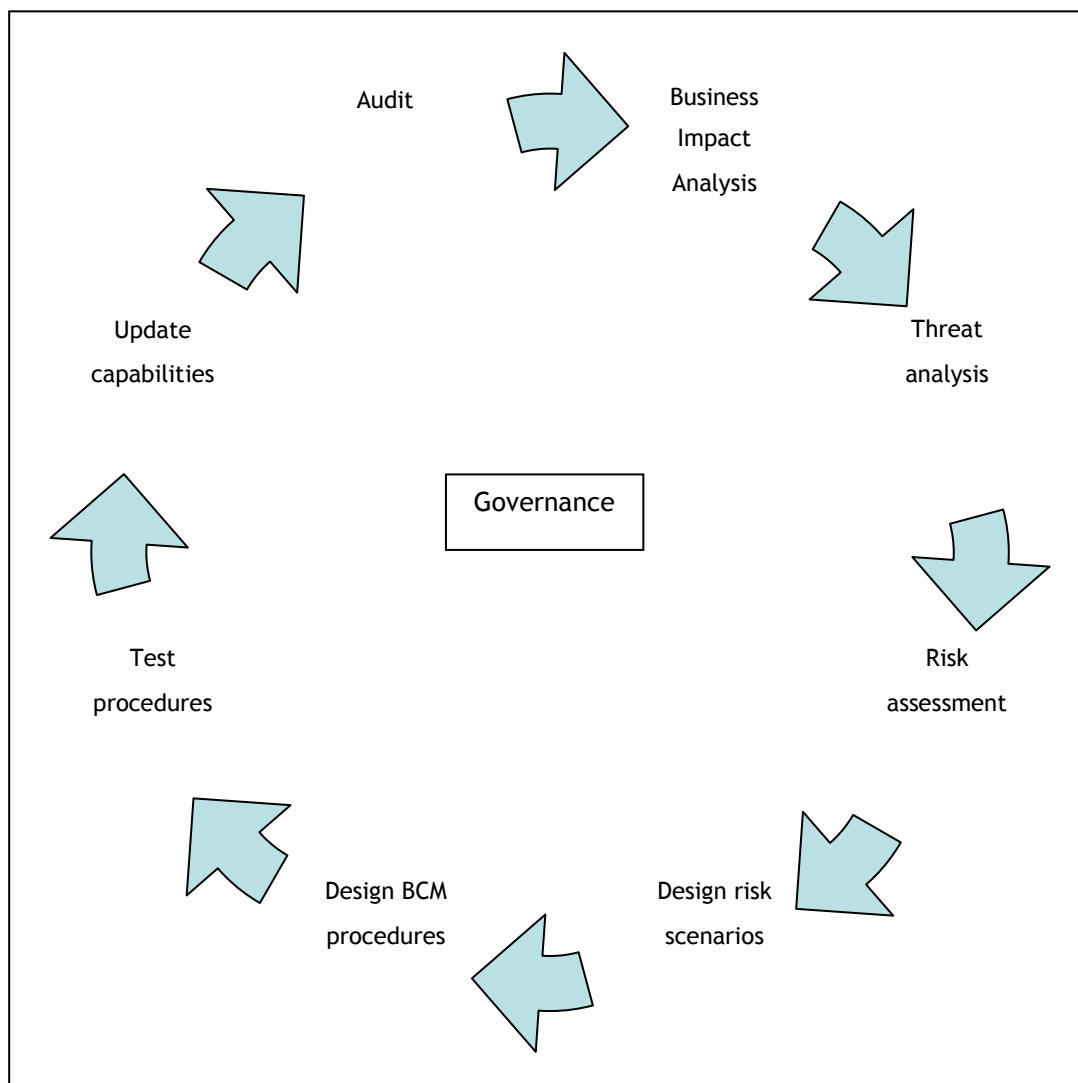 Audit
Business
Impact
Analysis
Threat
analysis
Risk
assessment
Design risk
scenarios
Design BCM
procedures
Test
procedures
Update
capabilities
Governance